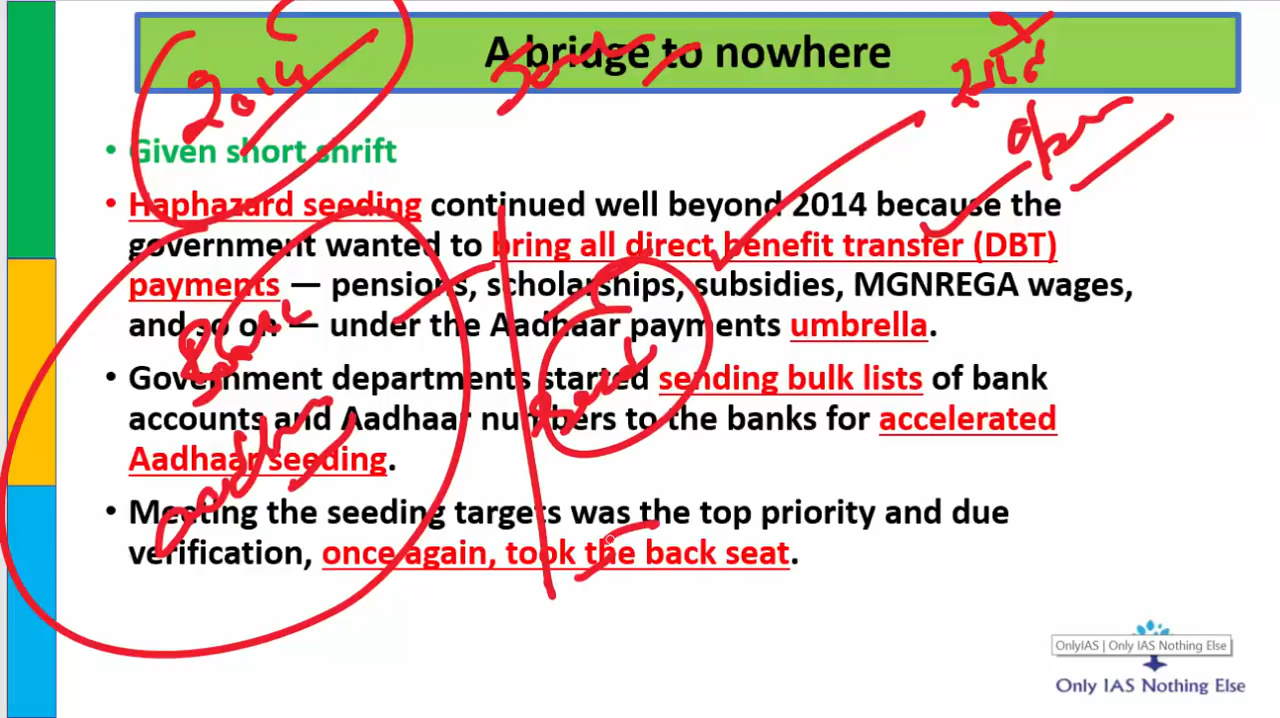 A bridge to nowhere
2014
• Given short shrift
• Haphazard seeding continued well beyond 2014 because the
government wanted to bring all direct benefit transfer (DBT)
payments — pensions, scholarships, subsidies, MGNREGA wages,
and so on — under the Aadhaar payments umbrella.
• Government departments started sending bulk lists of bank
accounts and Aadhaar numbers to the banks for accelerated
Aadhaar seeding.
• Meeting the seeding targets was the top priority and due
verification, once again, took the back seat.
OnlyIAS | Only IAS Nothing Else
Only IAS Nothing Else